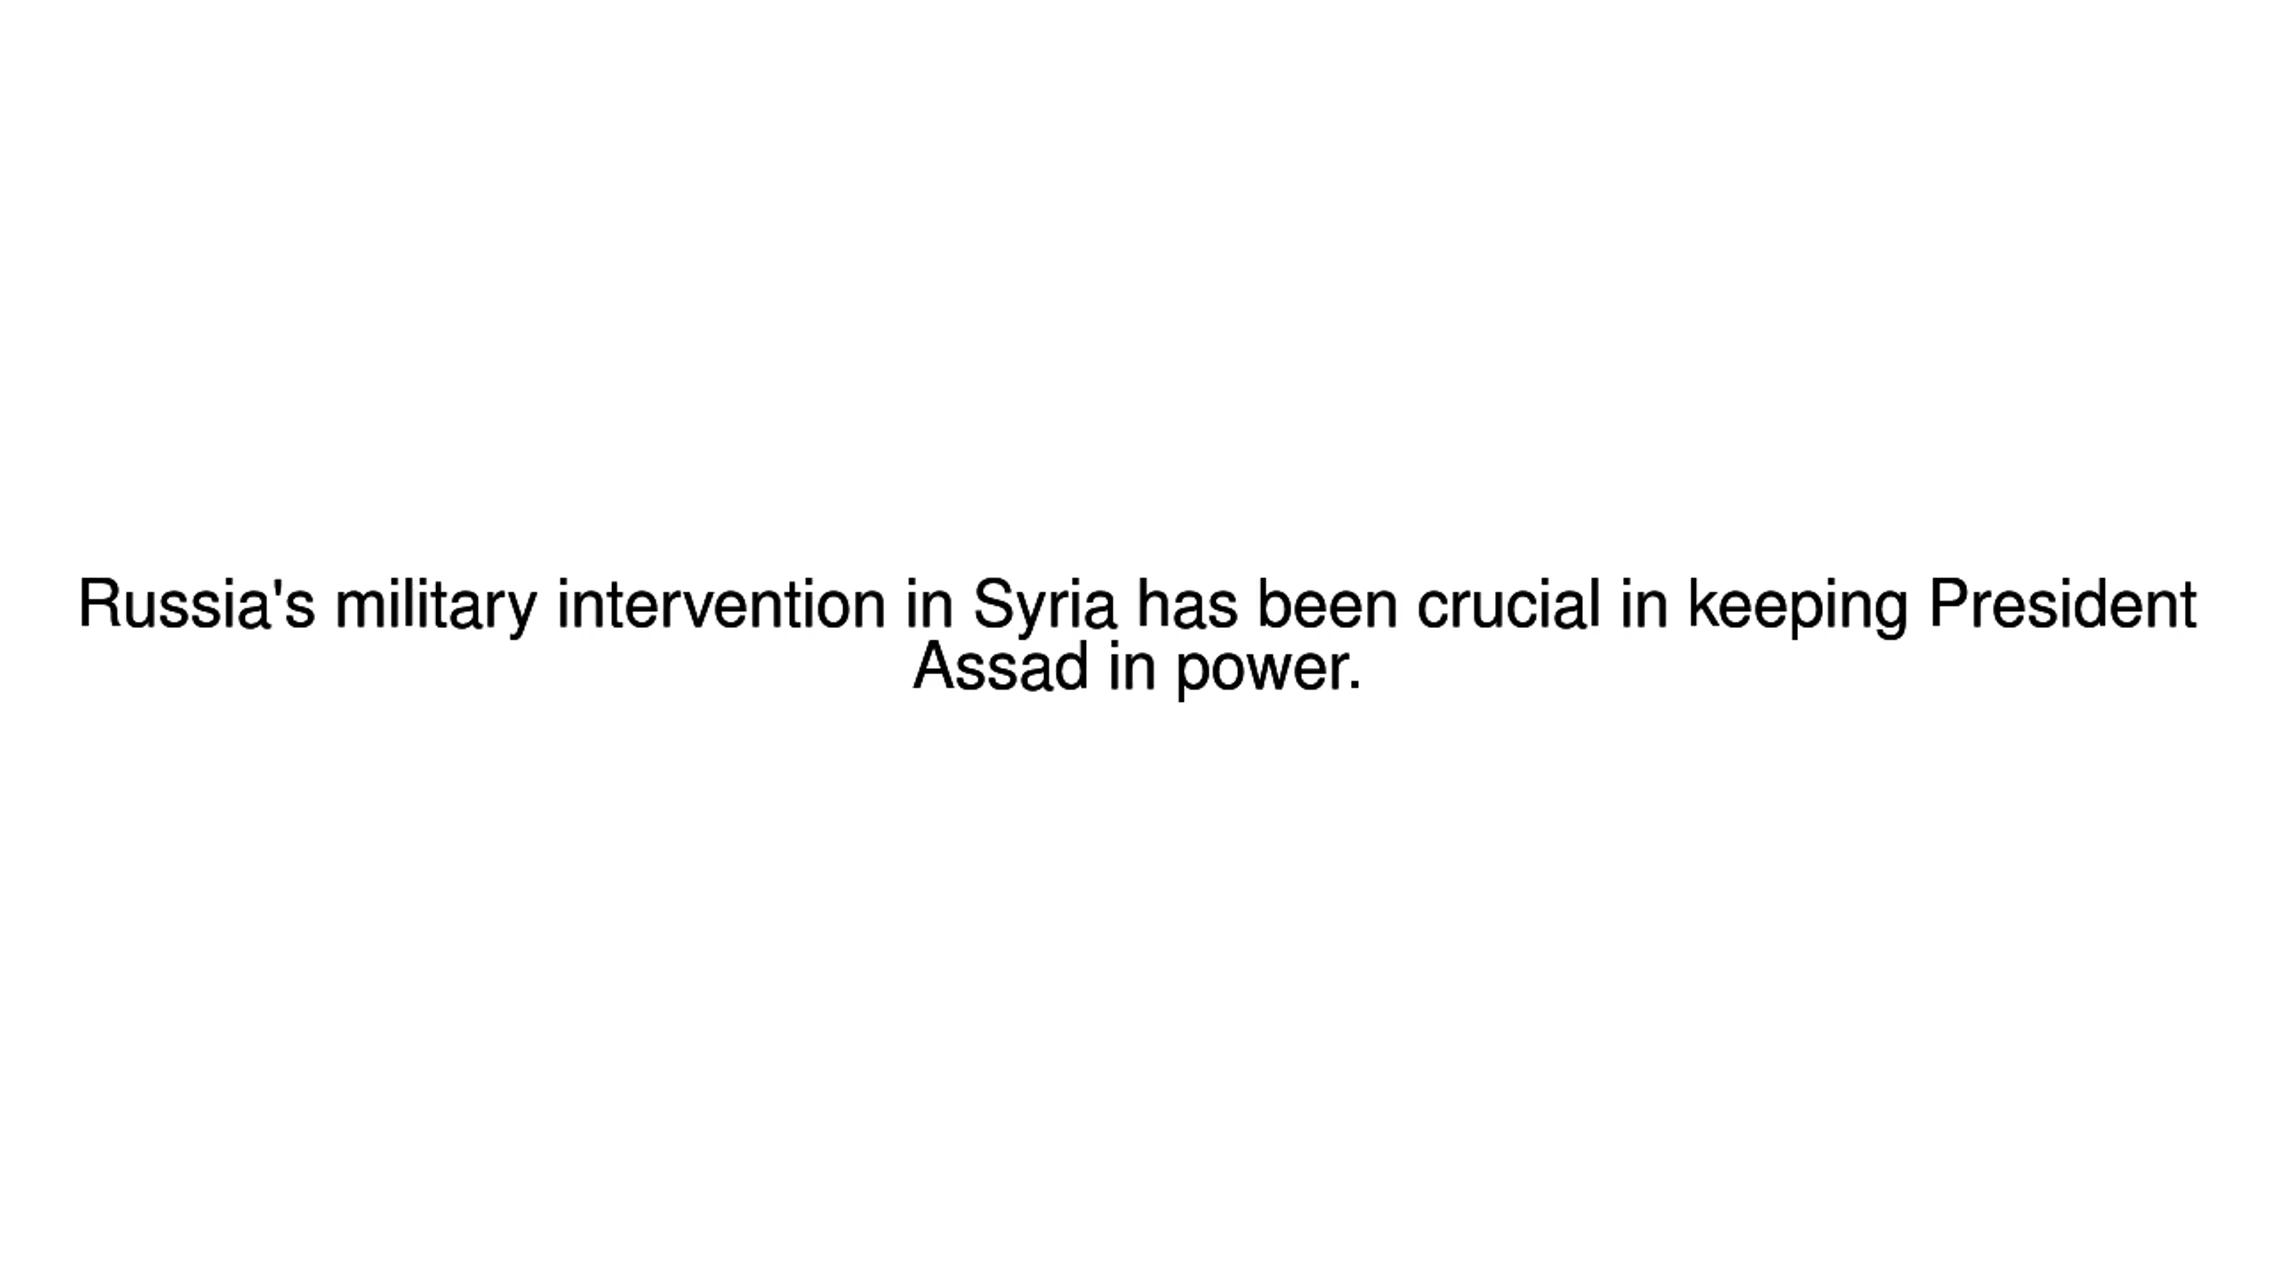 Russia's military intervention in Syria has been crucial in keeping President
Assad in power.